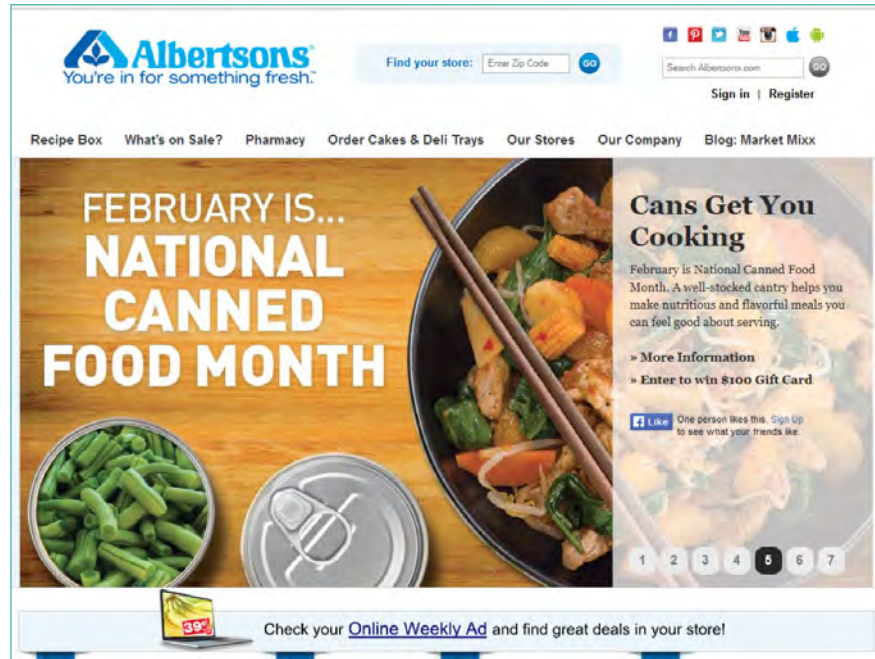 Albertsons®
You're in for something fresh.™
Find your store: Enter Zip Code GO
Search Albertsons.com GO
Sign in | Register
Recipe Box What's on Sale? Pharmacy Order Cakes & Deli Trays Our Stores Our Company Blog: Market Mixx
FEBRUARY IS...
NATIONAL
CANNED
FOOD MONTH
Cans Get You
Cooking
February is National Canned Food
Month. A well-stocked cantry helps you
make nutritious and flavorful meals you
can feel good about serving.
» More Information
» Enter to win $100 Gift Card
Like One person likes this. Sign Up
to see what your friends like.
1 2 3 4 5 6 7
39¢
Check your Online Weekly Ad and find great deals in your store!